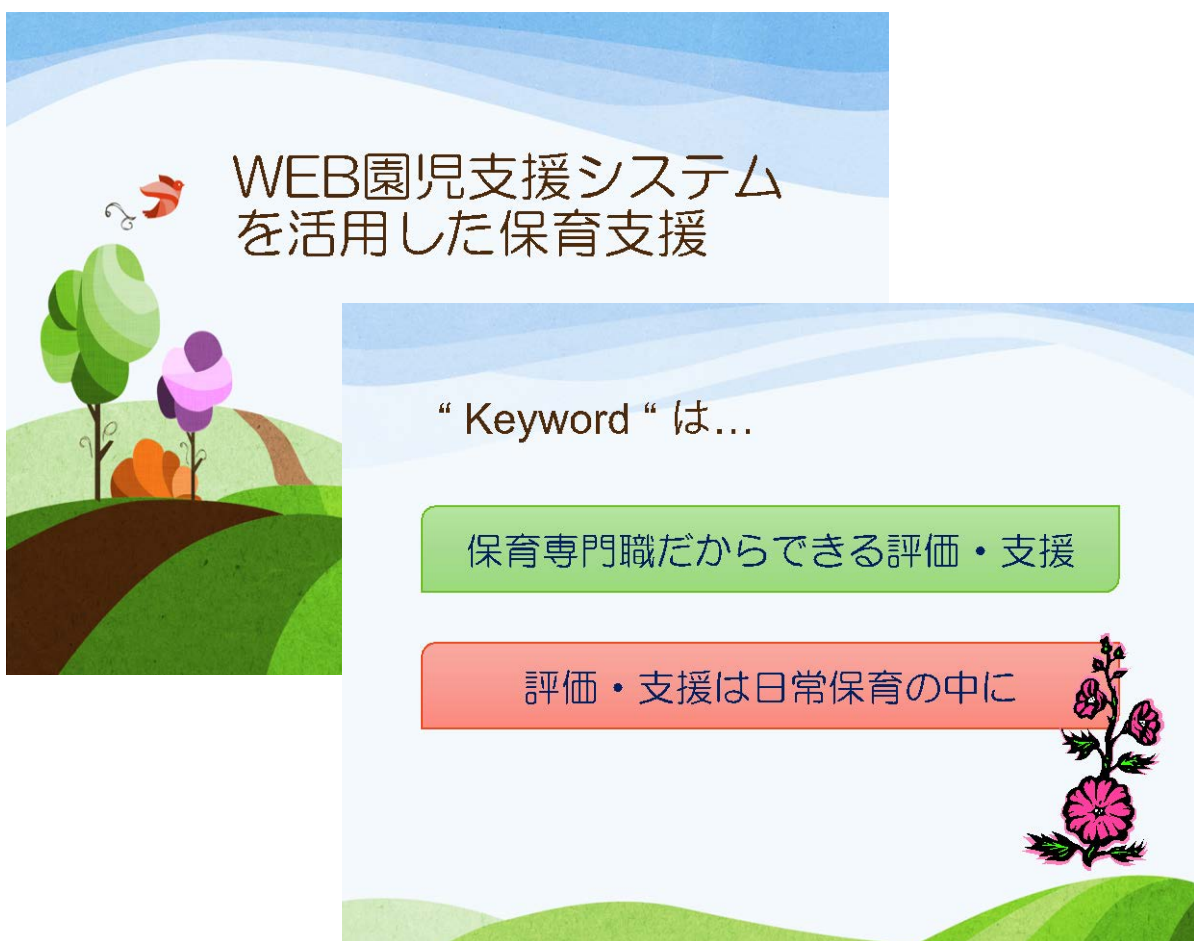 WEB園児支援システム
を活用した保育支援
“ Keyword “ は…
保育専門職だからできる評価・支援
評価・支援は日常保育の中に